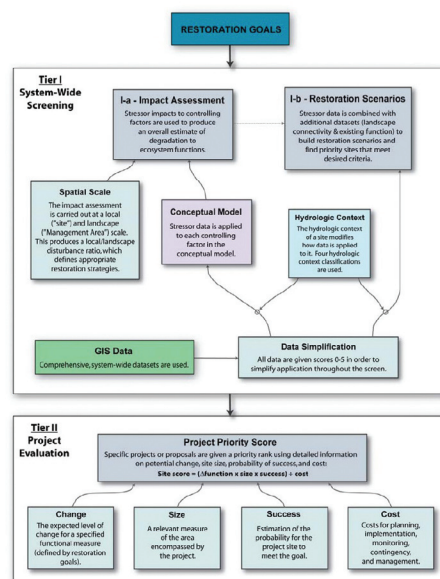 RESTORATION GOALS
Tier I
System-Wide
Screening
I-a - Impact Assessment
Stressor impacts to controlling
factors are used to produce
an overall estimate of
degradation to
ecosystem functions.
I-b - Restoration Scenarios
Stressor data is combined with
additional datasets (landscape
connectivity & existing function) to
build restoration scenarios and
find priority sites that meet
desired criteria.
Spatial Scale
The impact assessment
is carried out at a local
("site") and landscape
("Management Area") scale.
This produces a local/landscape
disturbance ratio, which
defines appropriate
restoration strategies.
Conceptual Model
Stressor data is applied
to each controlling
factor in the
conceptual model.
Hydrologic Context
The hydrologic context
of a site modifies
how data is applied
to it. Four hydrologic
context classifications
are used.
GIS Data
Comprehensive, system-wide datasets are used.
Data Simplification
All data are given scores 0-5 in order to
simplify application throughout the screen.
Tier II
Project
Evaluation
Project Priority Score
Specific projects or proposals are given a priority rank using detailed information
on potential change, site size, probability of success, and cost:
Site score = (Δfunction x size x success) ÷ cost
Change
The expected level of
change for a specified
functional measure
(defined by restoration
goals).
Size
A relevant measure of
the area
encompassed by the
project.
Success
Estimation of the
probability for the
project site to
meet the goal.
Cost
Costs for planning,
implementation,
monitoring,
contingency,
and management.